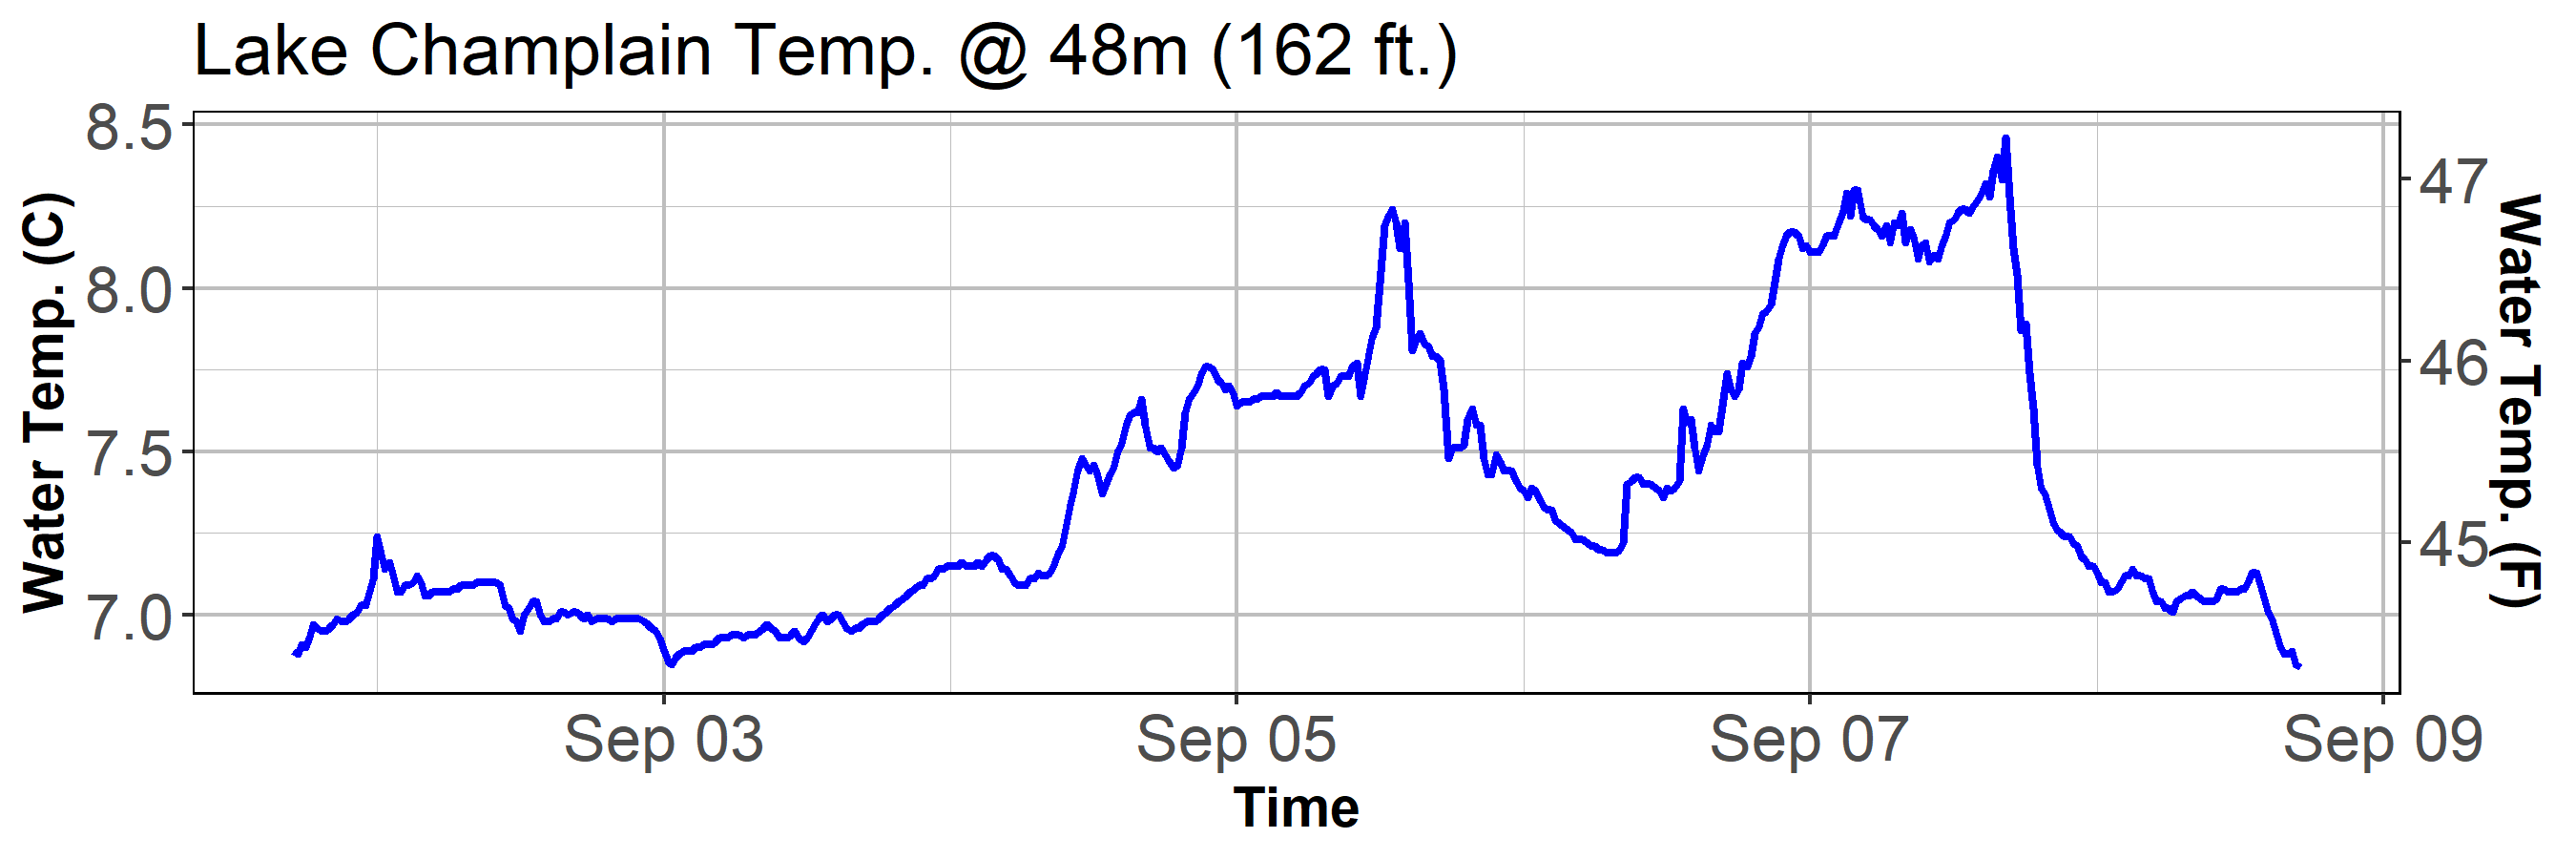 Lake Champlain Temp. @ 48m (162 ft.)
Water Temp. (C)
8.5
8.0
7.5
7.0
47
46
45
Water Temp. (F)
Sep 03
Sep 05
Sep 07
Sep 09
Time